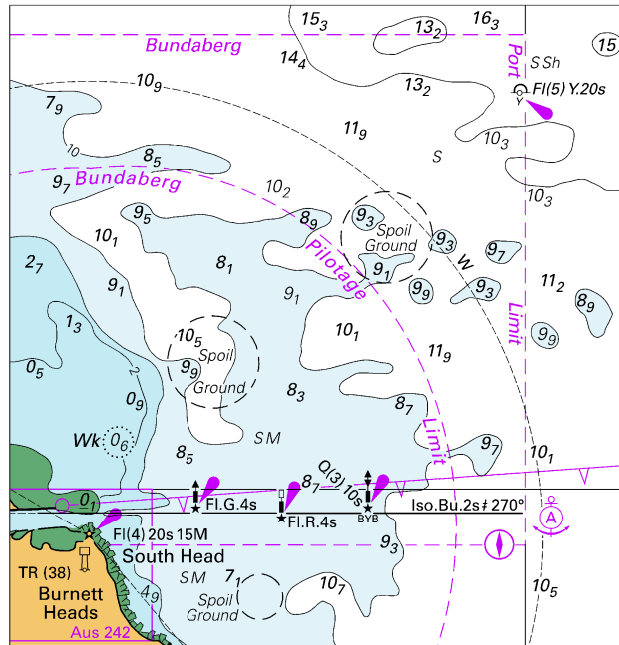 15₃
16₃
13₂
Bundaberg
Port
14₄
15
S Sh
10₉
13₂
Fl(5) Y.20s
Y
7₉
11₉
10₃
10
8₅
S
9₇
Bundaberg
10₂
10₃
9₅
8₉
9₃
Spoil
Ground
10₁
9₃
9₇
2₇
8₁
Pilotage
9₁
W
9₁
9₁
9₉
9₃
11₂
8₉
1₃
10₅
10₁
Limit
9₉
0₅
2
Spoil
Ground
9₉
11₉
0₉
8₃
8₇
Limit
Wk
0₆
SM
9₇
8₅
10₁
Q(3) 10s
8₁
0₁
Fl.G.4s
Fl.R.4s
BYB
Iso.Bu.2s‡270°
A
Fl(4) 20s 15M
9₃
South Head
TR (38)
SM
7₁
10₇
10₅
Burnett
Heads
4₉
Spoil
Ground
Aus 242